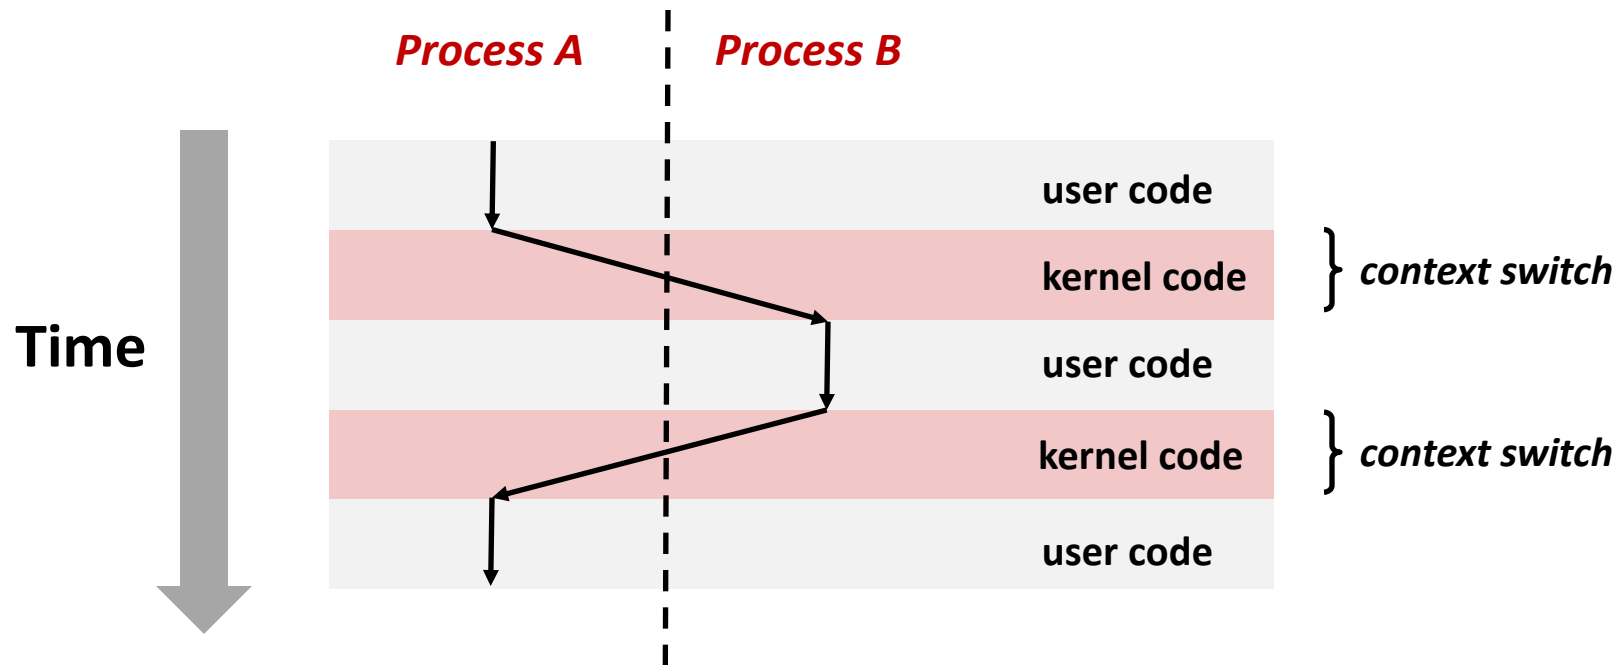 Process A
Process B
user code
kernel code
context switch
Time
user code
kernel code
context switch
user code